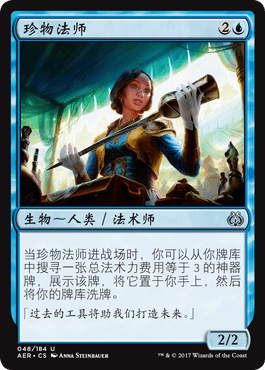 珍物法师 2
生物~人类 / 法术师
当珍物法师进战场时，你可以从你牌库
中搜寻一张总法术力费用等于 3 的神器
牌，展示该牌，将它置于你手上，然后
将你的牌库洗牌。
「过去的工具将助我们打造未来。」
2/2
048/184 U
AER • CS Anna Steinbauer
™ & © 2017 Wizards of the Coast